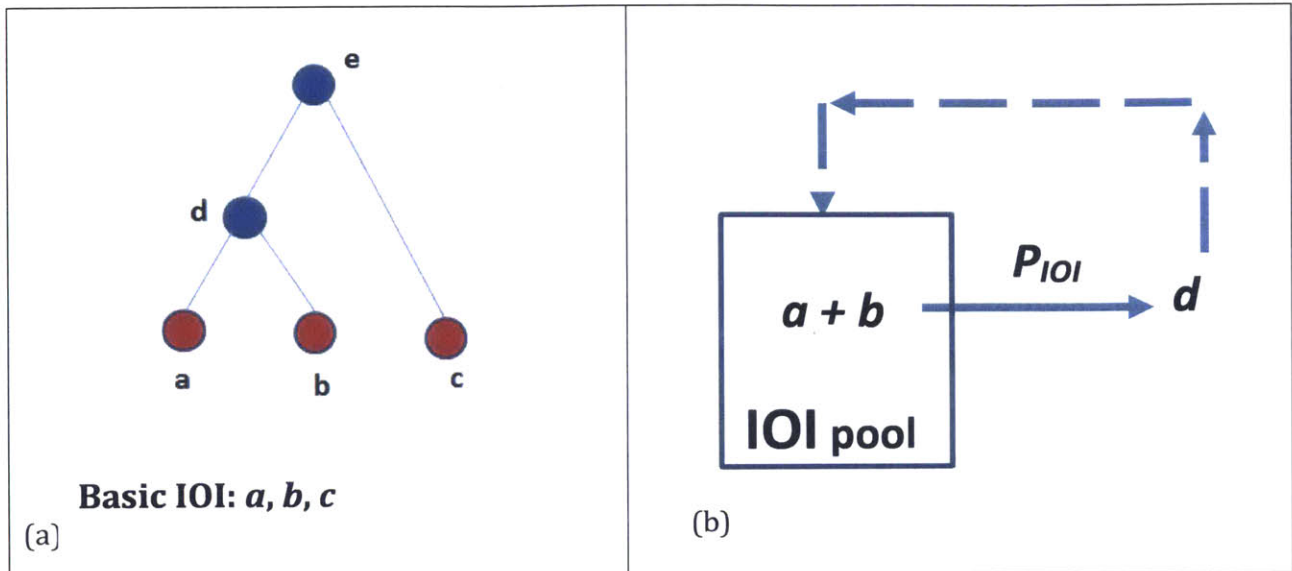 e
d
a
b
c
Basic IOI: a, b, c
(a)
P_IOI
a + b
d
IOI pool
(b)